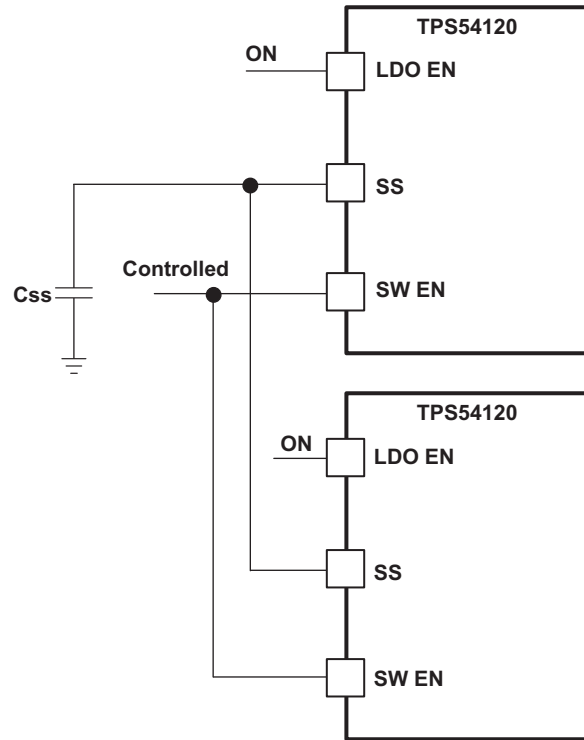 TPS54120
ON
LDO EN
SS
Controlled
Css
SW EN
TPS54120
ON
LDO EN
SS
SW EN